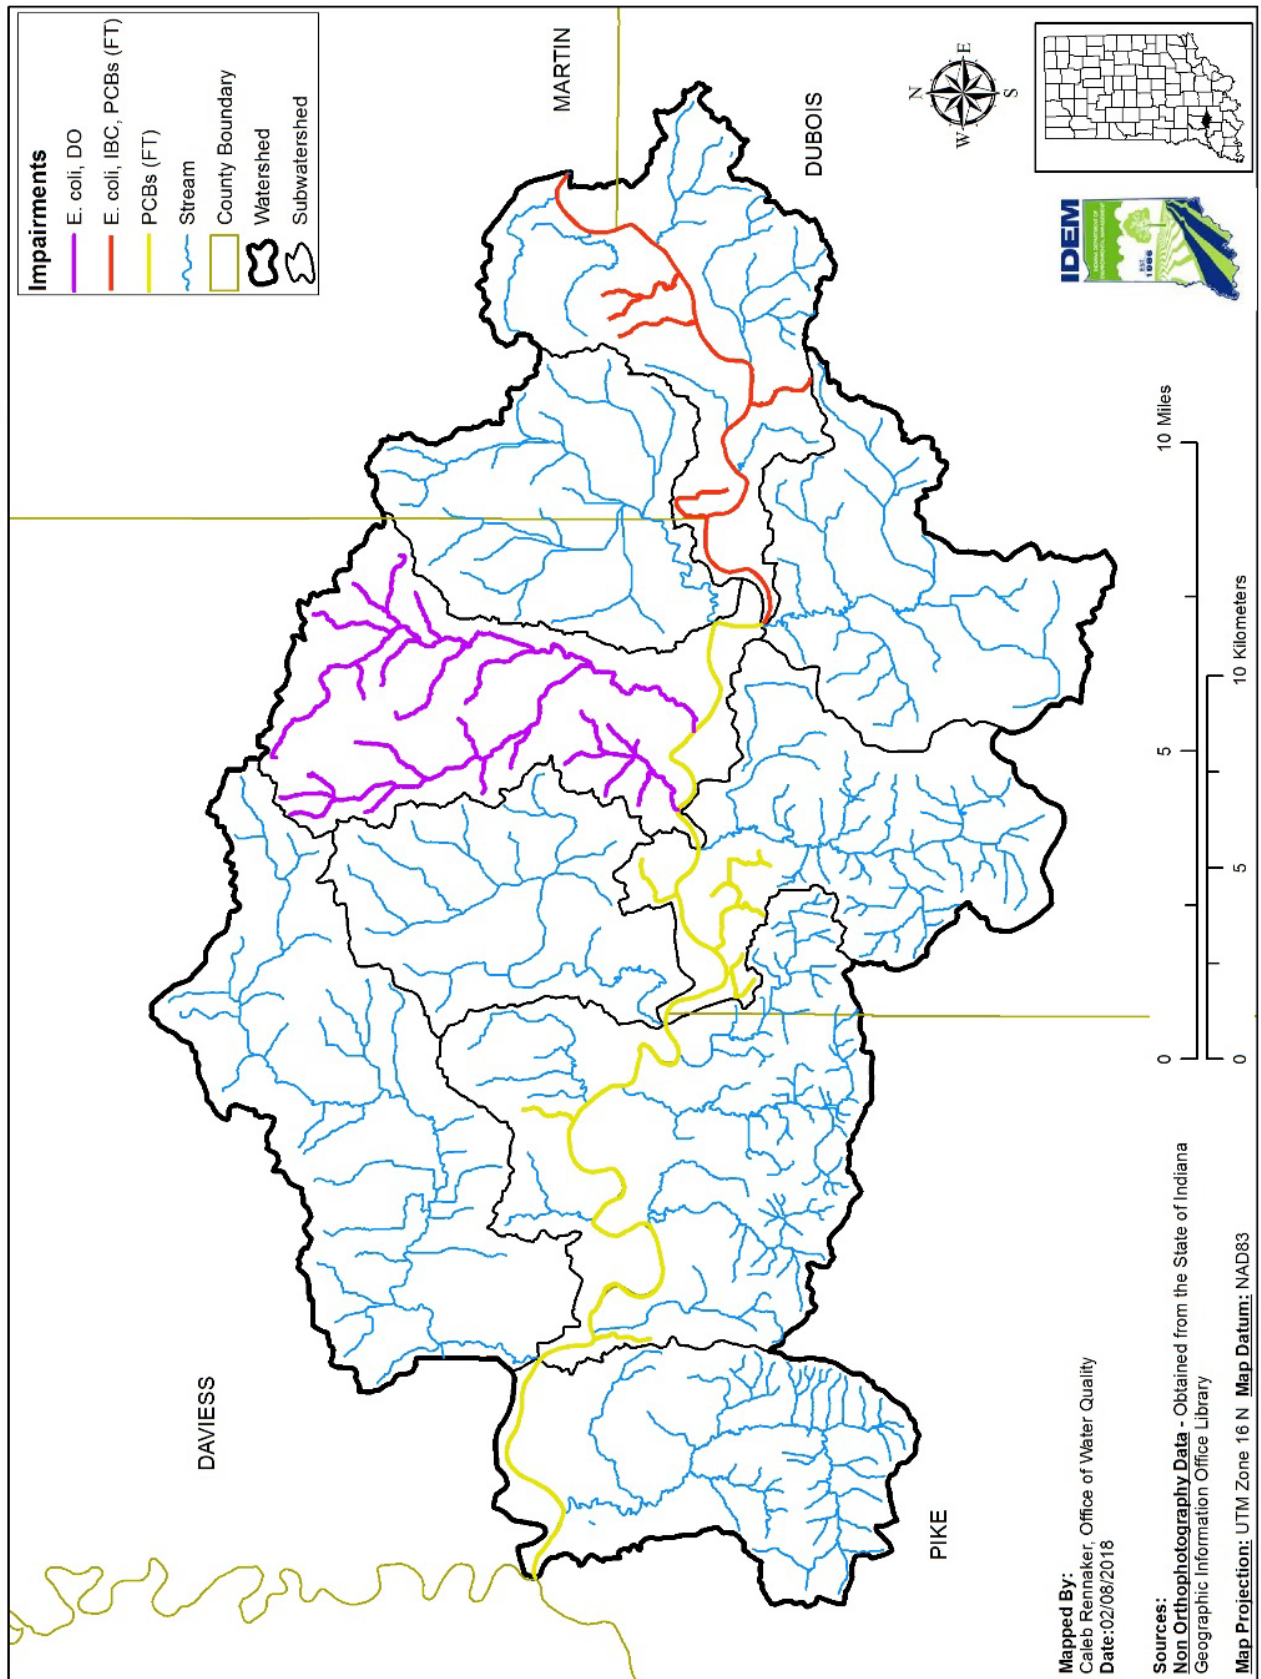 Impairments
E. coli, DO
E. coli, IBC, PCBs (FT)
PCBs (FT)
Stream
County Boundary
Watershed
Subwatershed
DAVIESS
MARTIN
DUBOIS
PIKE
N
W
E
S
IDEM
EST.
1986
0
5
10 Miles
0
5
10 Kilometers
Mapped By:
Caleb Rennaker, Office of Water Quality
Date:02/08/2018
Sources:
Non Orthophotography Data - Obtained from the State of Indiana
Geographic Information Office Library
Map Projection: UTM Zone 16 N Map Datum: NAD83